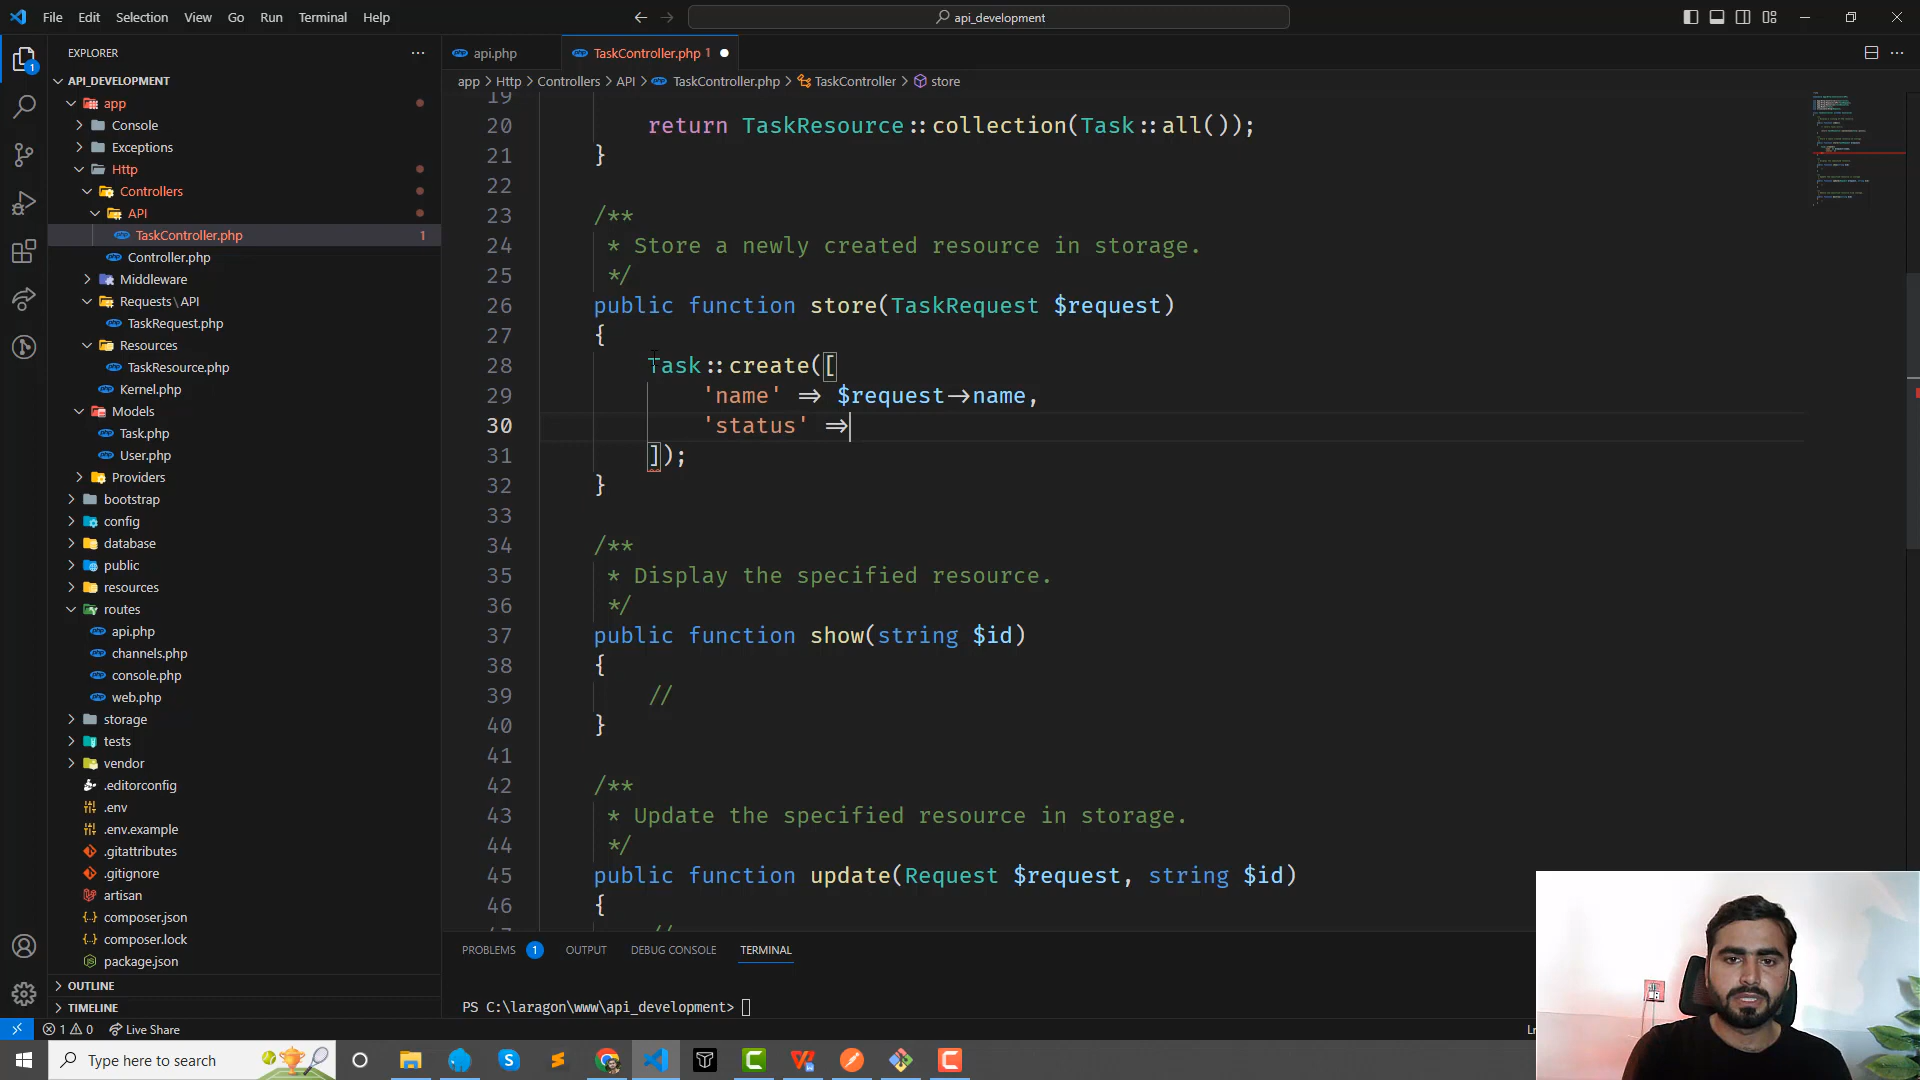 File Edit Selection View Go Run Terminal Help
api_development
EXPLORER
API_DEVELOPMENT
app
Console
Exceptions
Http
Controllers
API
TaskController.php 1
Controller.php
Middleware
Requests\API
TaskRequest.php
Resources
TaskResource.php
Kernel.php
Models
Task.php
User.php
Providers
bootstrap
config
database
public
resources
routes
api.php
channels.php
console.php
web.php
storage
tests
vendor
.editorconfig
.env
.env.example
.gitattributes
.gitignore
artisan
composer.json
composer.lock
package.json
OUTLINE
TIMELINE
api.php TaskController.php 1
app > Http > Controllers > API > TaskController.php > TaskController > store
19
20 return TaskResource::collection(Task::all());
21 }
22
23 /**
24 * Store a newly created resource in storage.
25 */
26 public function store(TaskRequest $request)
27 {
28 Task::create([
29 'name' => $request->name,
30 'status' =>
31 ]);
32 }
33
34 /**
35 * Display the specified resource.
36 */
37 public function show(string $id)
38 {
39 //
40 }
41
42 /**
43 * Update the specified resource in storage.
44 */
45 public function update(Request $request, string $id)
46 {
PROBLEMS 1 OUTPUT DEBUG CONSOLE TERMINAL
PS C:\laragon\www\api_development>
1 0 Live Share
Type here to search